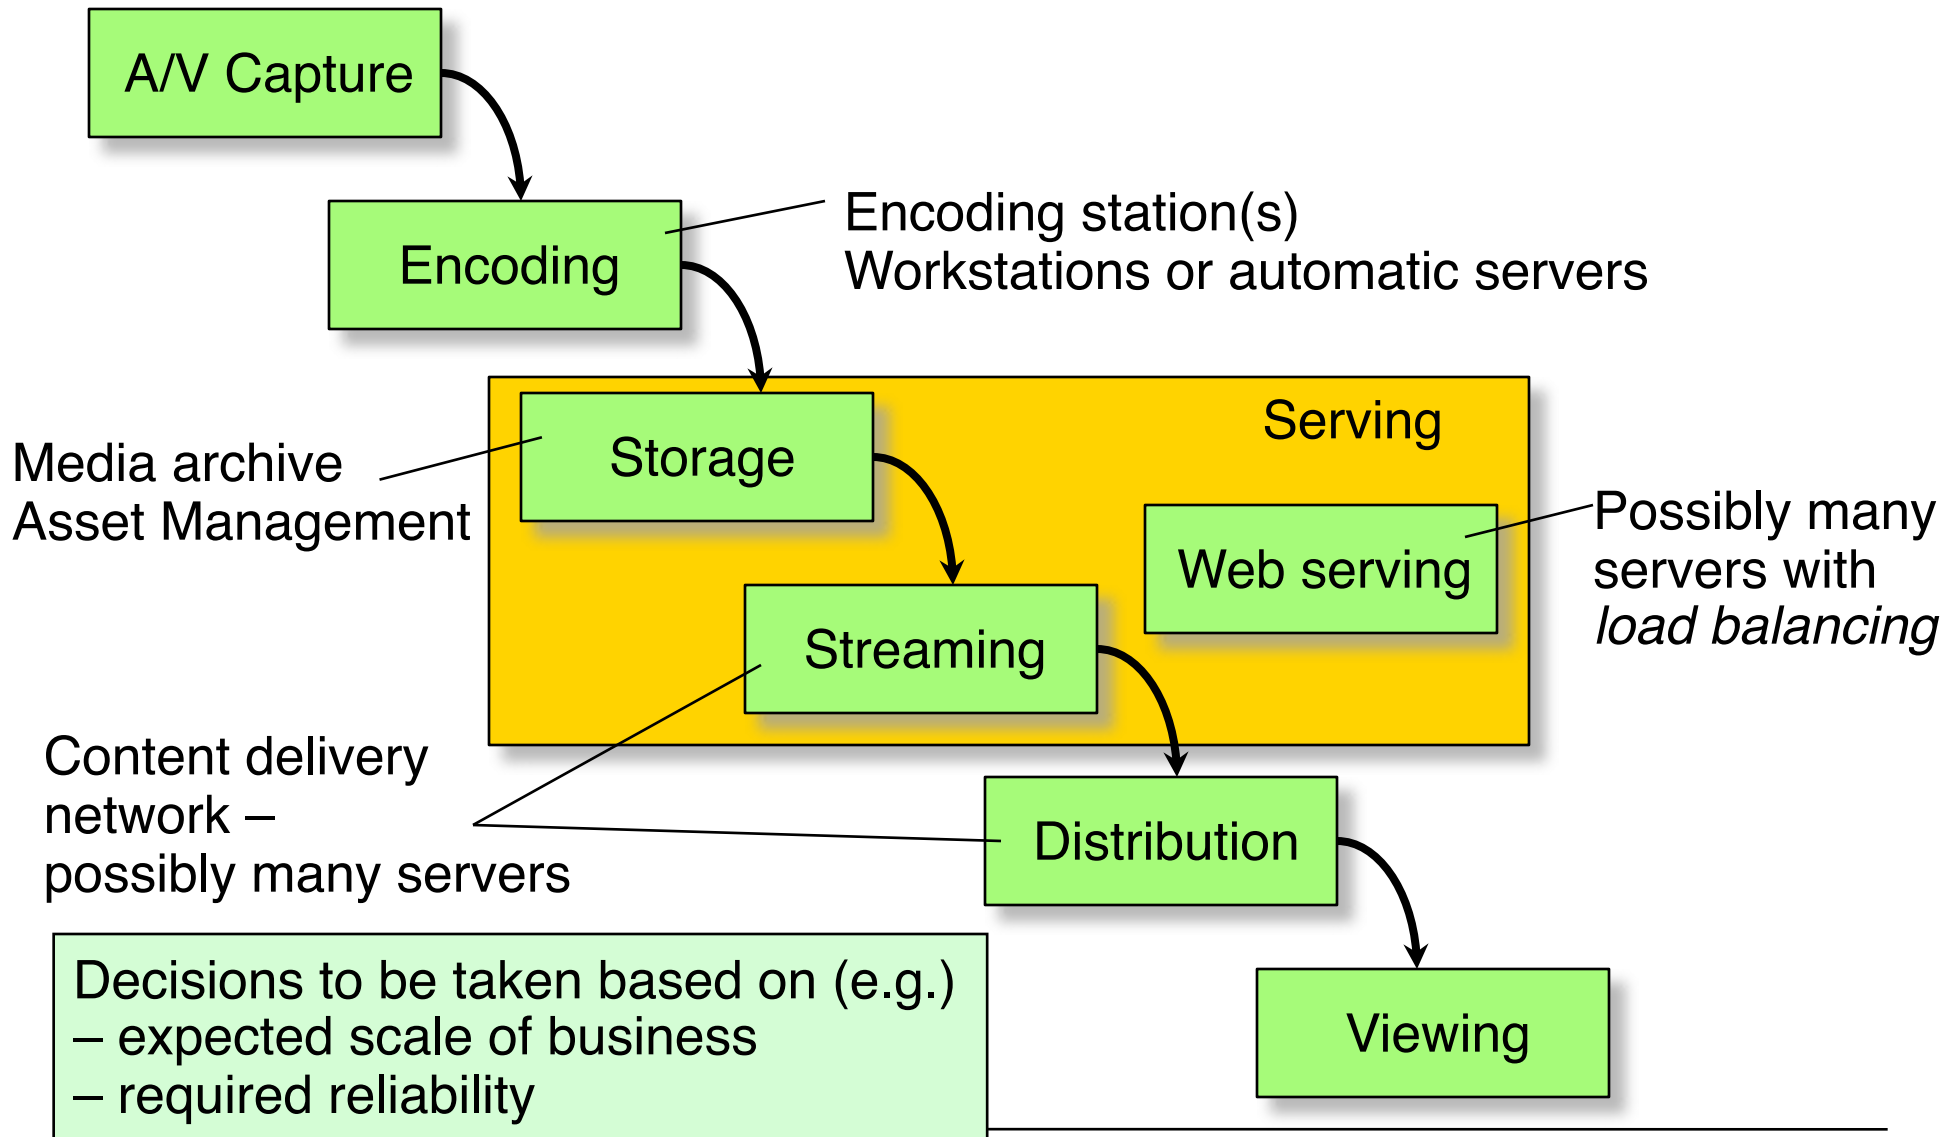 A/V Capture
Encoding
Encoding station(s)
Workstations or automatic servers
Serving
Storage
Media archive
Asset Management
Web serving
Possibly many
servers with
load balancing
Streaming
Content delivery
network –
possibly many servers
Distribution
Decisions to be taken based on (e.g.)
– expected scale of business
– required reliability
Viewing